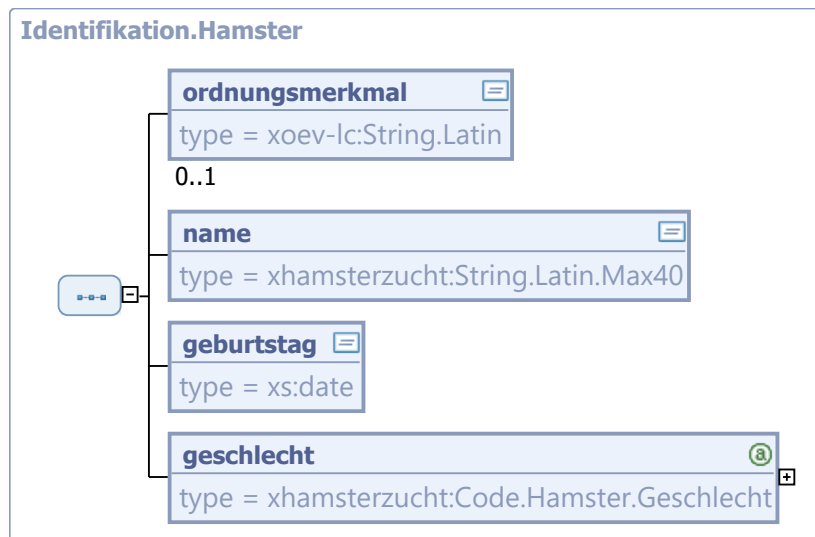 Identifikation.Hamster
ordnungsmerkmal
type = xoev-lc:String.Latin
0..1
name
type = xhamsterzucht:String.Latin.Max40
geburtstag
type = xs:date
geschlecht
type = xhamsterzucht:Code.Hamster.Geschlecht